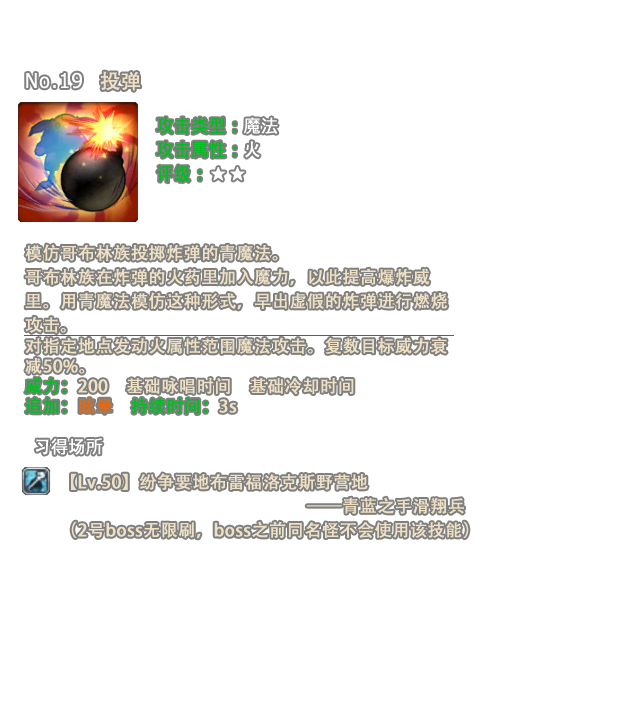 No.19 投弹
攻击类型：魔法
攻击属性：火
评级：★★
模仿哥布林族投掷炸弹的青魔法。
哥布林族在炸弹的火药里加入魔力，以此提高爆炸威
里。用青魔法模仿这种形式，早出虚假的炸弹进行燃烧
攻击。
对指定地点发动火属性范围魔法攻击。复数目标威力衰
减50%。
威力：200 基础咏唱时间 基础冷却时间
追加：眩晕 持续时间：3s
习得场所
【Lv.50】纷争要地布雷福洛克斯野营地
——青蓝之手滑翔兵
（2号boss无限刷，boss之前同名怪不会使用该技能）